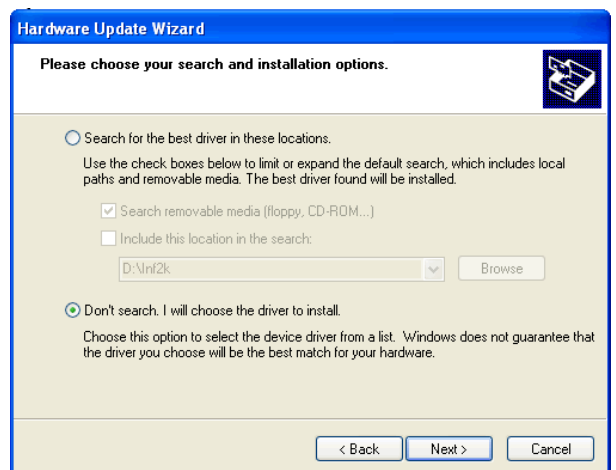 Hardware Update Wizard
Please choose your search and installation options.
Search for the best driver in these locations.
Use the check boxes below to limit or expand the default search, which includes local
paths and removable media. The best driver found will be installed.
Search removable media (floppy, CD-ROM...)
Include this location in the search:
D:\Inf2k
Browse
Don't search. I will choose the driver to install.
Choose this option to select the device driver from a list. Windows does not guarantee that
the driver you choose will be the best match for your hardware.
< Back Next > Cancel